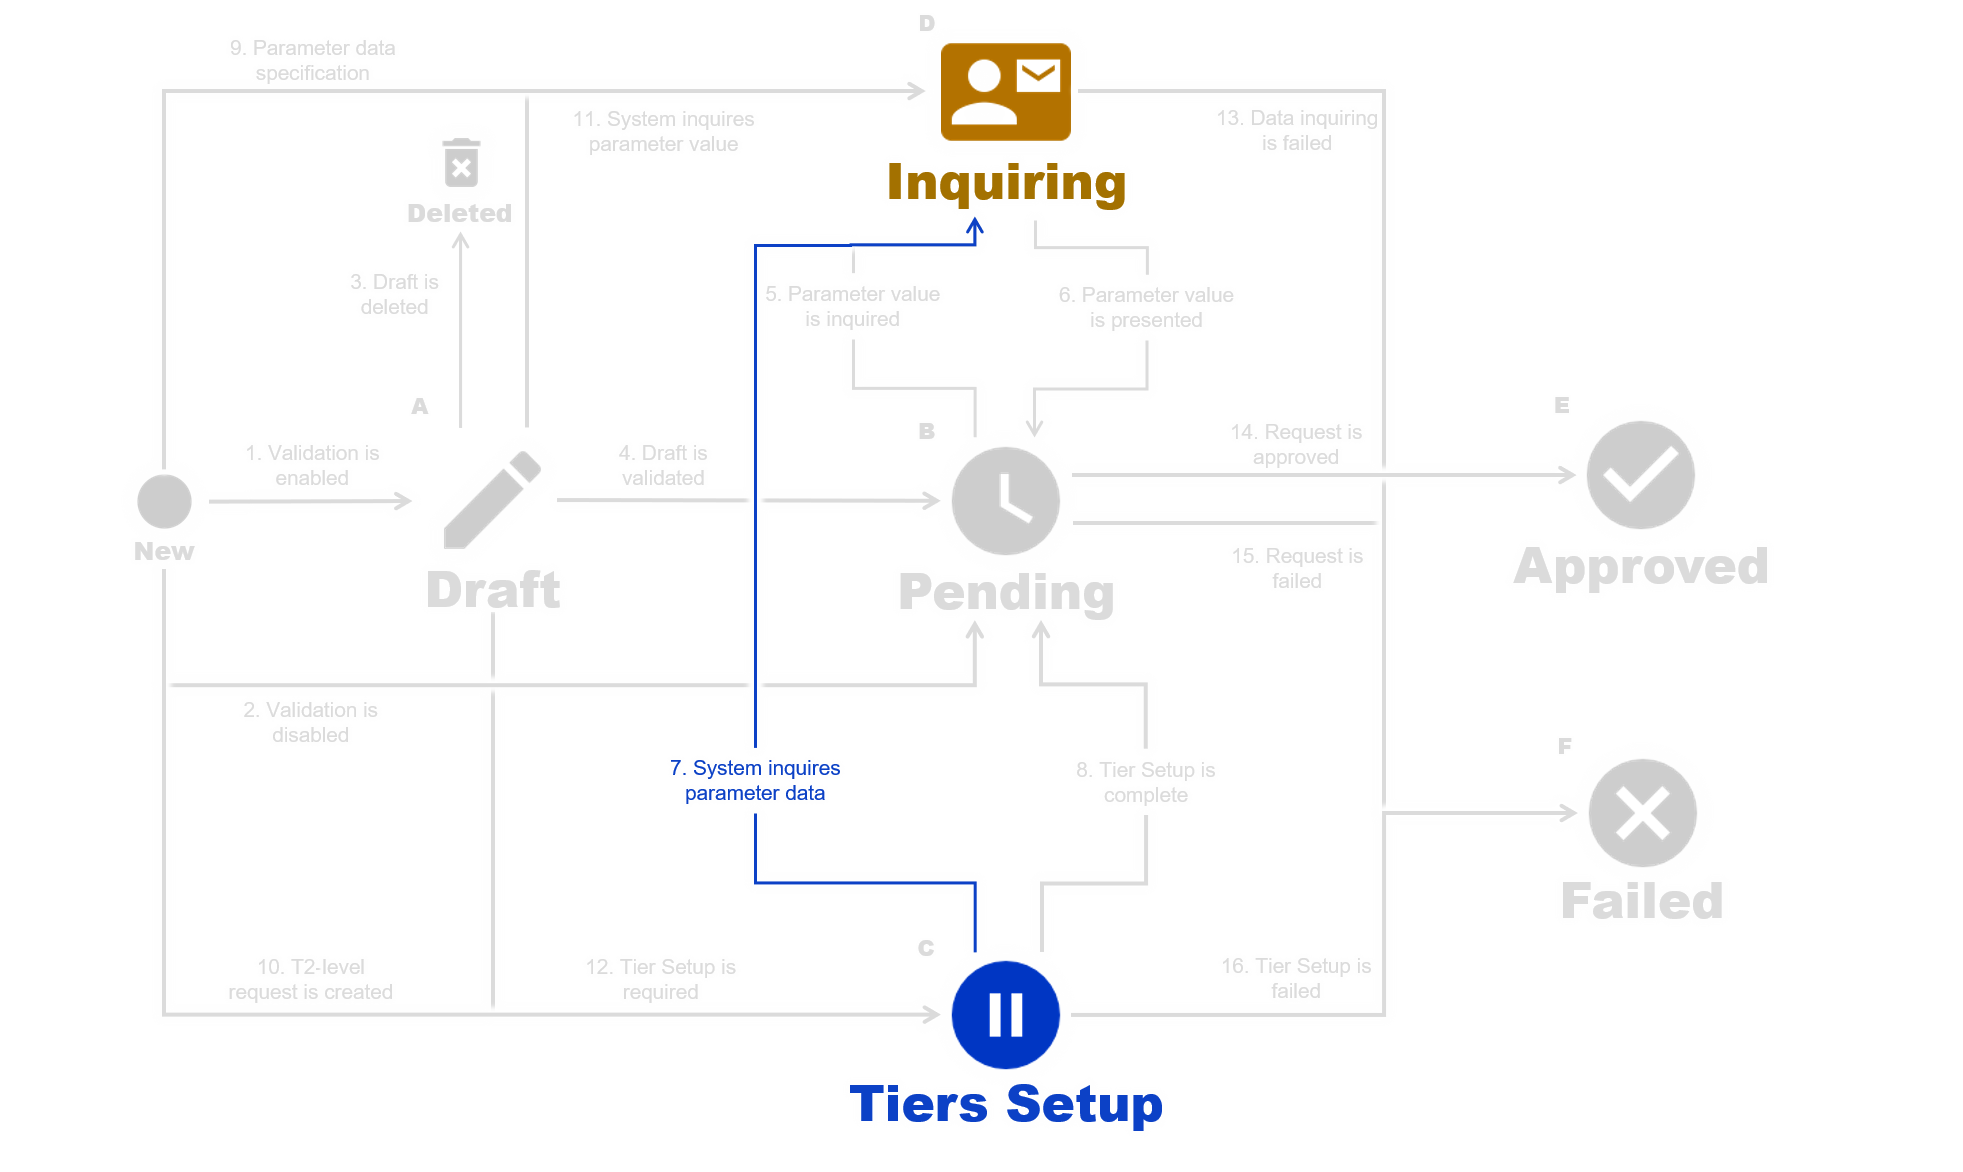 D
9. Parameter data
specification
11. System inquires
parameter value
13. Data inquiring
is failed
Inquiring
Deleted
3. Draft is
deleted
5. Parameter value
is inquired
6. Parameter value
is presented
A
B
E
1. Validation is
enabled
4. Draft is
validated
14. Request is
approved
New
Draft
Pending
15. Request is
failed
Approved
2. Validation is
disabled
7. System inquires
parameter data
8. Tier Setup is
complete
F
Failed
C
10. T2-level
request is created
12. Tier Setup is
required
16. Tier Setup is
failed
Tiers Setup